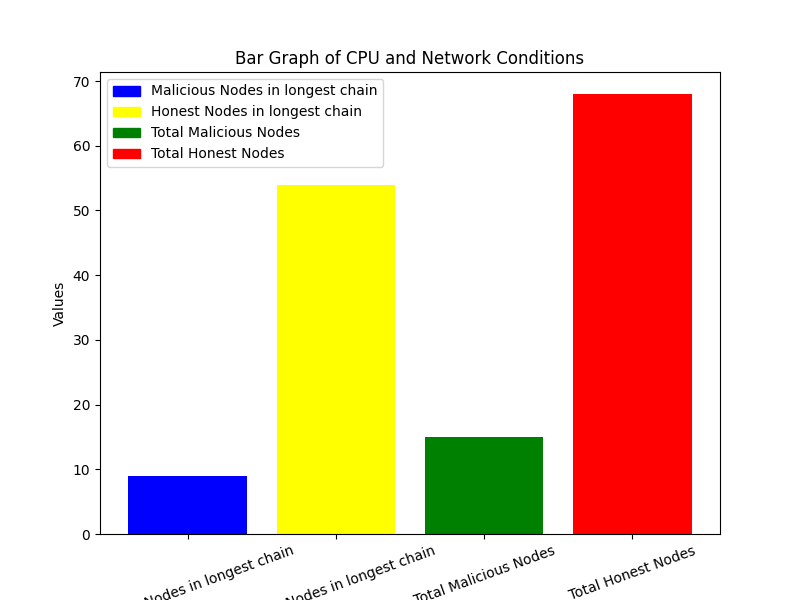 Bar Graph of CPU and Network Conditions
Malicious Nodes in longest chain
Honest Nodes in longest chain
Total Malicious Nodes
Total Honest Nodes
Values
70
60
50
40
30
20
10
0
Nodes in longest chain
Nodes in longest chain
Total Malicious Nodes
Total Honest Nodes